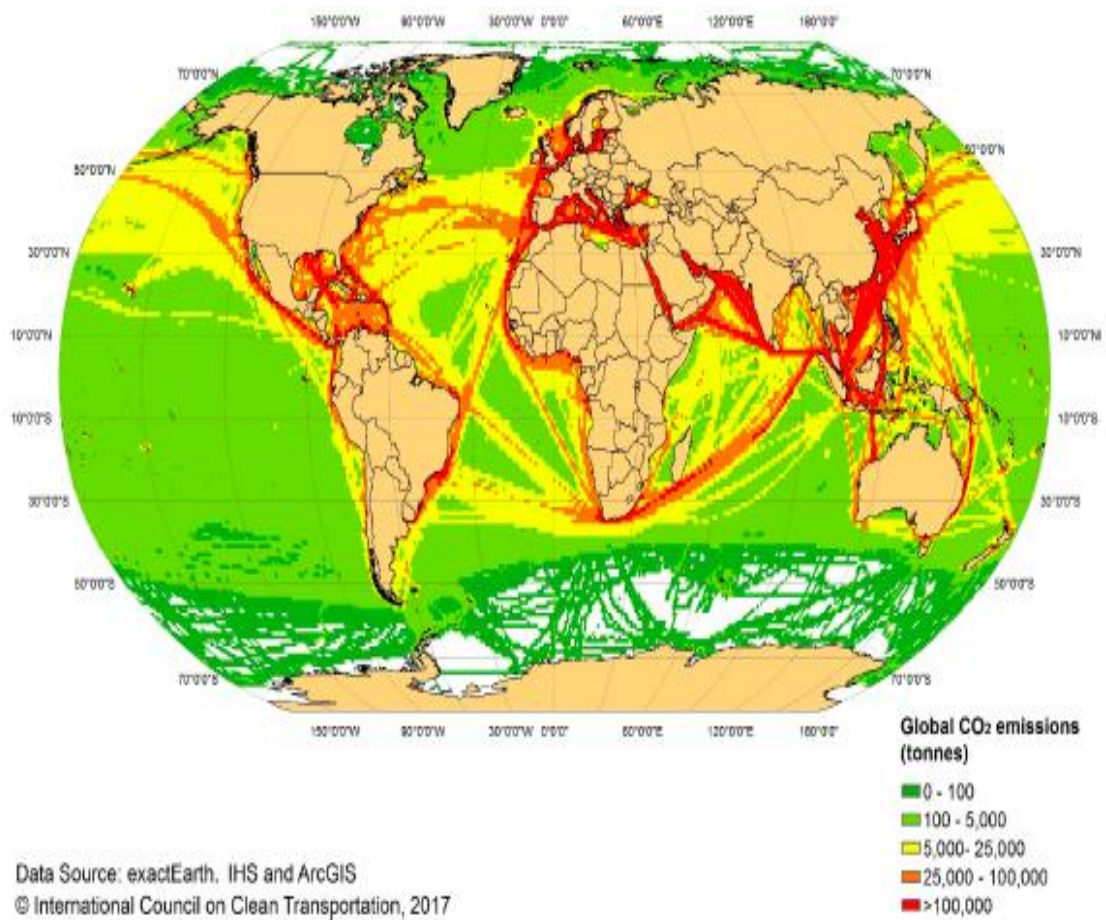 150°0'0"W 90°0'0"W 30°0'0"W 0°0'0" 60°0'0"E 120°0'0"E 180°0'0"
70°0'0"N 70°0'0"N
50°0'0"N 50°0'0"N
30°0'0"N 30°0'0"N
10°0'0"N 10°0'0"N
10°0'0"S 10°0'0"S
30°0'0"S 30°0'0"S
50°0'0"S 50°0'0"S
70°0'0"S 70°0'0"S
150°0'0"W 90°0'0"W 30°0'0"W 0°0'0" 60°0'0"E 120°0'0"E 180°0'0"
Global CO₂ emissions
(tonnes)
0 - 100
100 - 5,000
5,000- 25,000
25,000 - 100,000
>100,000
Data Source: exactEarth. IHS and ArcGIS
© International Council on Clean Transportation, 2017